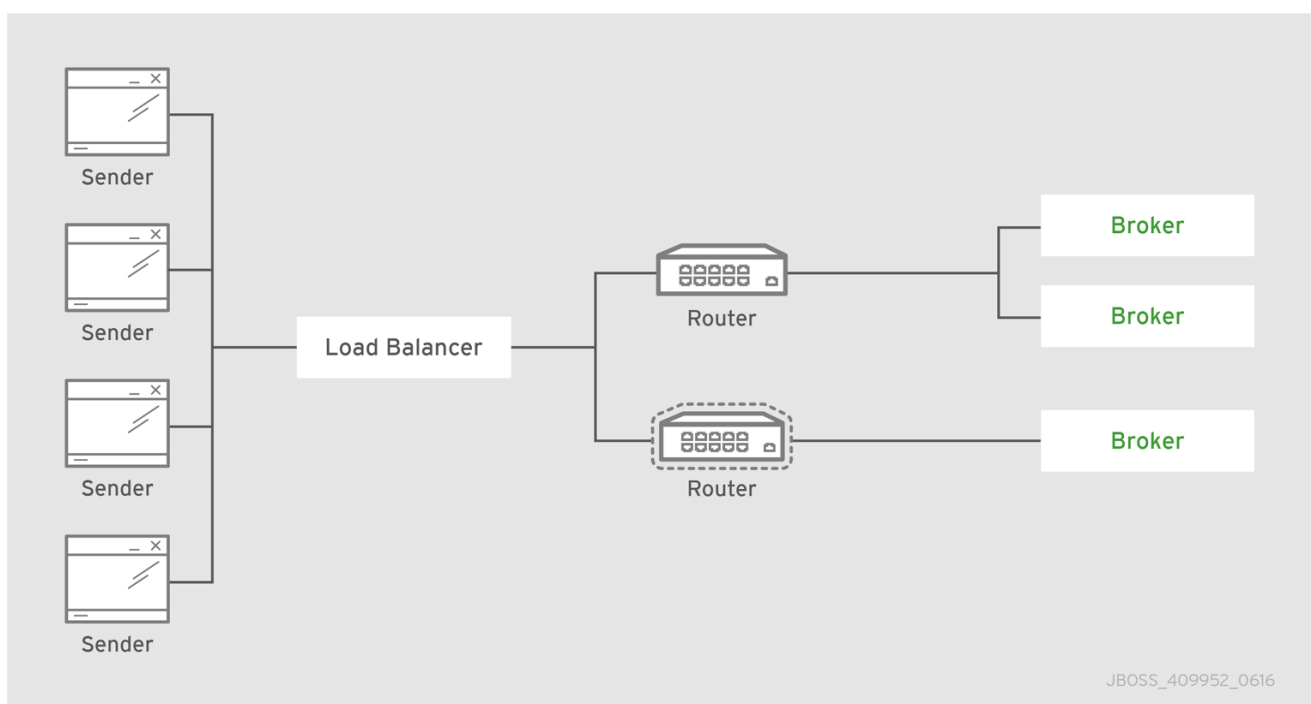 Sender
Sender
Sender
Sender
Load Balancer
Router
Router
Broker
Broker
Broker
JBOSS_409952_0616